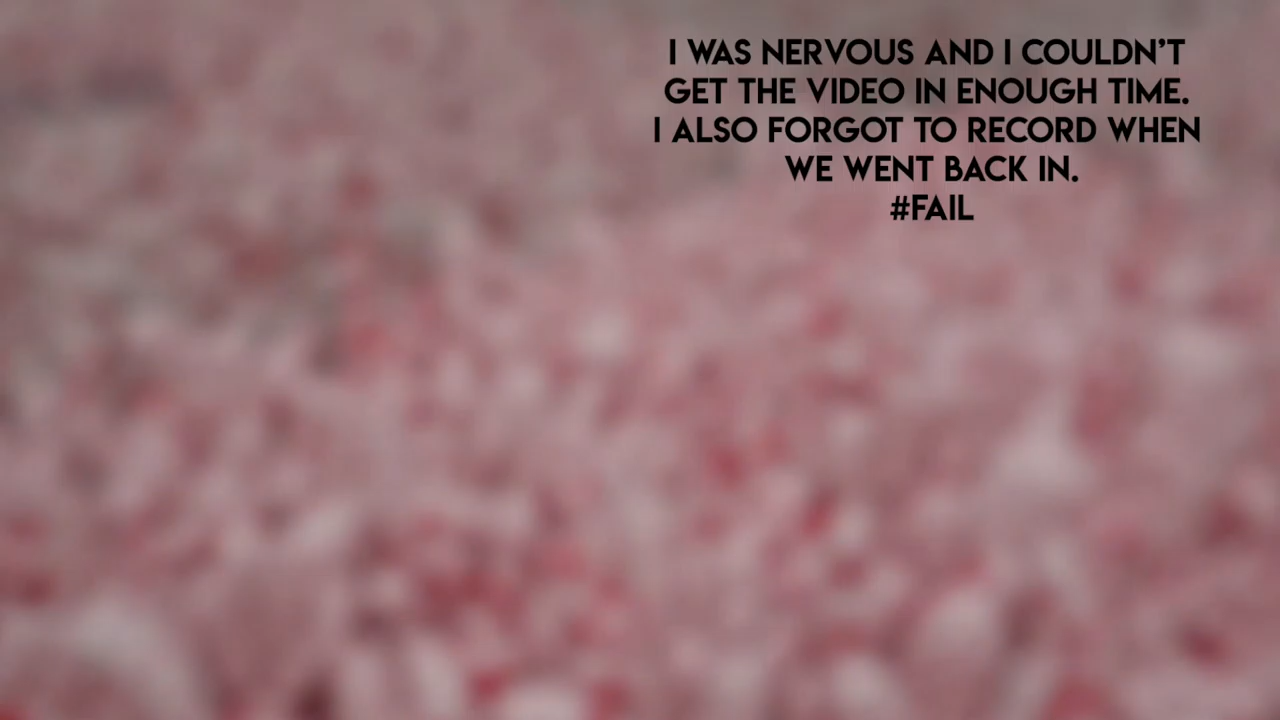 I WAS NERVOUS AND I COULDN'T
GET THE VIDEO IN ENOUGH TIME.
I ALSO FORGOT TO RECORD WHEN
WE WENT BACK IN.
#FAIL